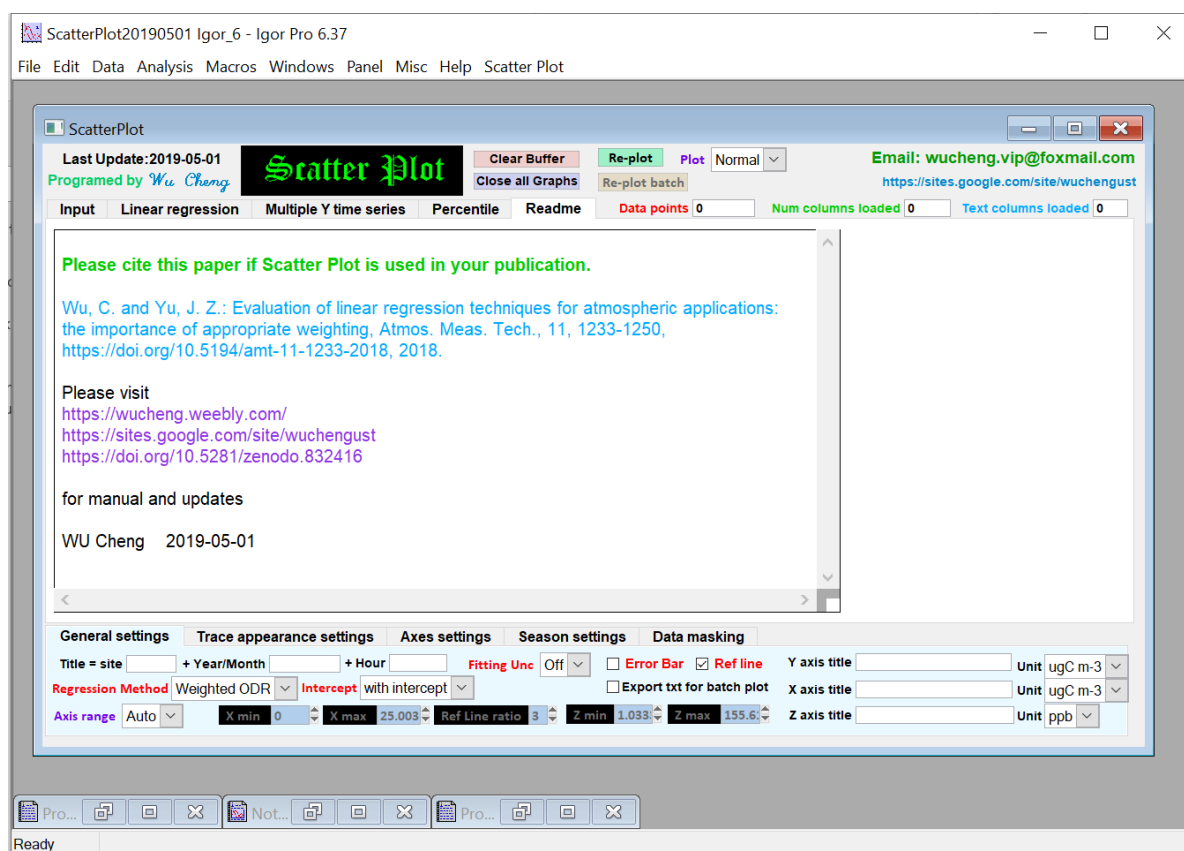 ScatterPlot20190501 Igor_6 - Igor Pro 6.37
File Edit Data Analysis Macros Windows Panel Misc Help Scatter Plot
ScatterPlot
Last Update:2019-05-01
Programed by Wu Cheng
Scatter Plot
Clear Buffer
Close all Graphs
Re-plot
Re-plot batch
Plot Normal
Email: wucheng.vip@foxmail.com
https://sites.google.com/site/wuchengust
Input Linear regression Multiple Y time series Percentile Readme Data points 0 Num columns loaded 0 Text columns loaded 0
Please cite this paper if Scatter Plot is used in your publication.
Wu, C. and Yu, J. Z.: Evaluation of linear regression techniques for atmospheric applications:
the importance of appropriate weighting, Atmos. Meas. Tech., 11, 1233-1250,
https://doi.org/10.5194/amt-11-1233-2018, 2018.
Please visit
https://wucheng.weebly.com/
https://sites.google.com/site/wuchengust
https://doi.org/10.5281/zenodo.832416
for manual and updates
WU Cheng 2019-05-01
General settings Trace appearance settings Axes settings Season settings Data masking
Title = site + Year/Month + Hour Fitting Unc Off Error Bar Ref line Y axis title Unit ugC m-3
Regression Method Weighted ODR Intercept with intercept Export txt for batch plot X axis title Unit ugC m-3
Axis range Auto X min 0 X max 25.003 Ref Line ratio 3 Z min 1.033 Z max 155.6 Z axis title Unit ppb
Pro... Not... Pro...
Ready